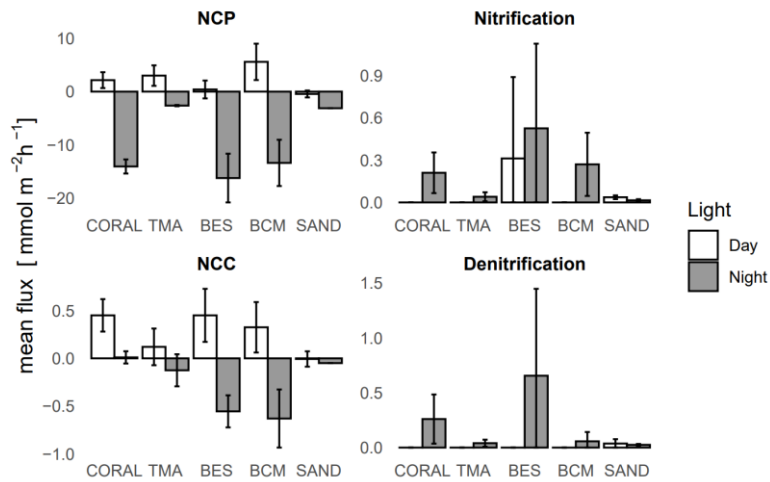 NCP
Nitrification
10
0
−10
−20
CORAL TMA BES BCM SAND
0.9
0.6
0.3
0.0
CORAL TMA BES BCM SAND
NCC
Denitrification
0.5
0.0
−0.5
−1.0
CORAL TMA BES BCM SAND
1.5
1.0
0.5
0.0
CORAL TMA BES BCM SAND
mean flux [ mmol m⁻²h⁻¹]
Light
Day
Night